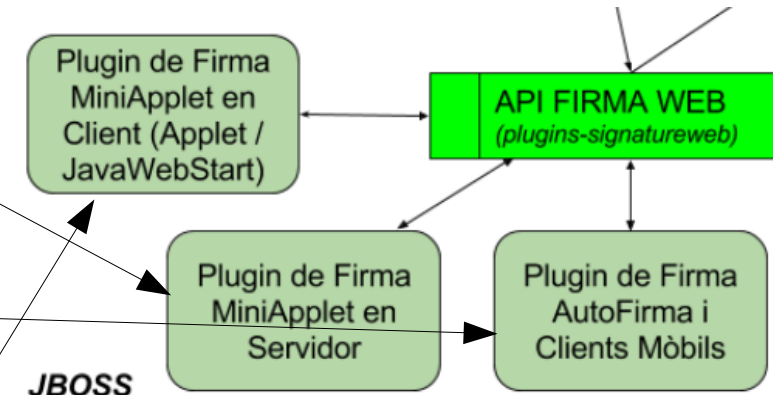 Plugin de Firma
MiniApplet en
Client (Applet /
JavaWebStart)
API FIRMA WEB
(plugins-signatureweb)
Plugin de Firma
MiniApplet en
Servidor
Plugin de Firma
AutoFirma i
Clients Mòbils
JBOSS